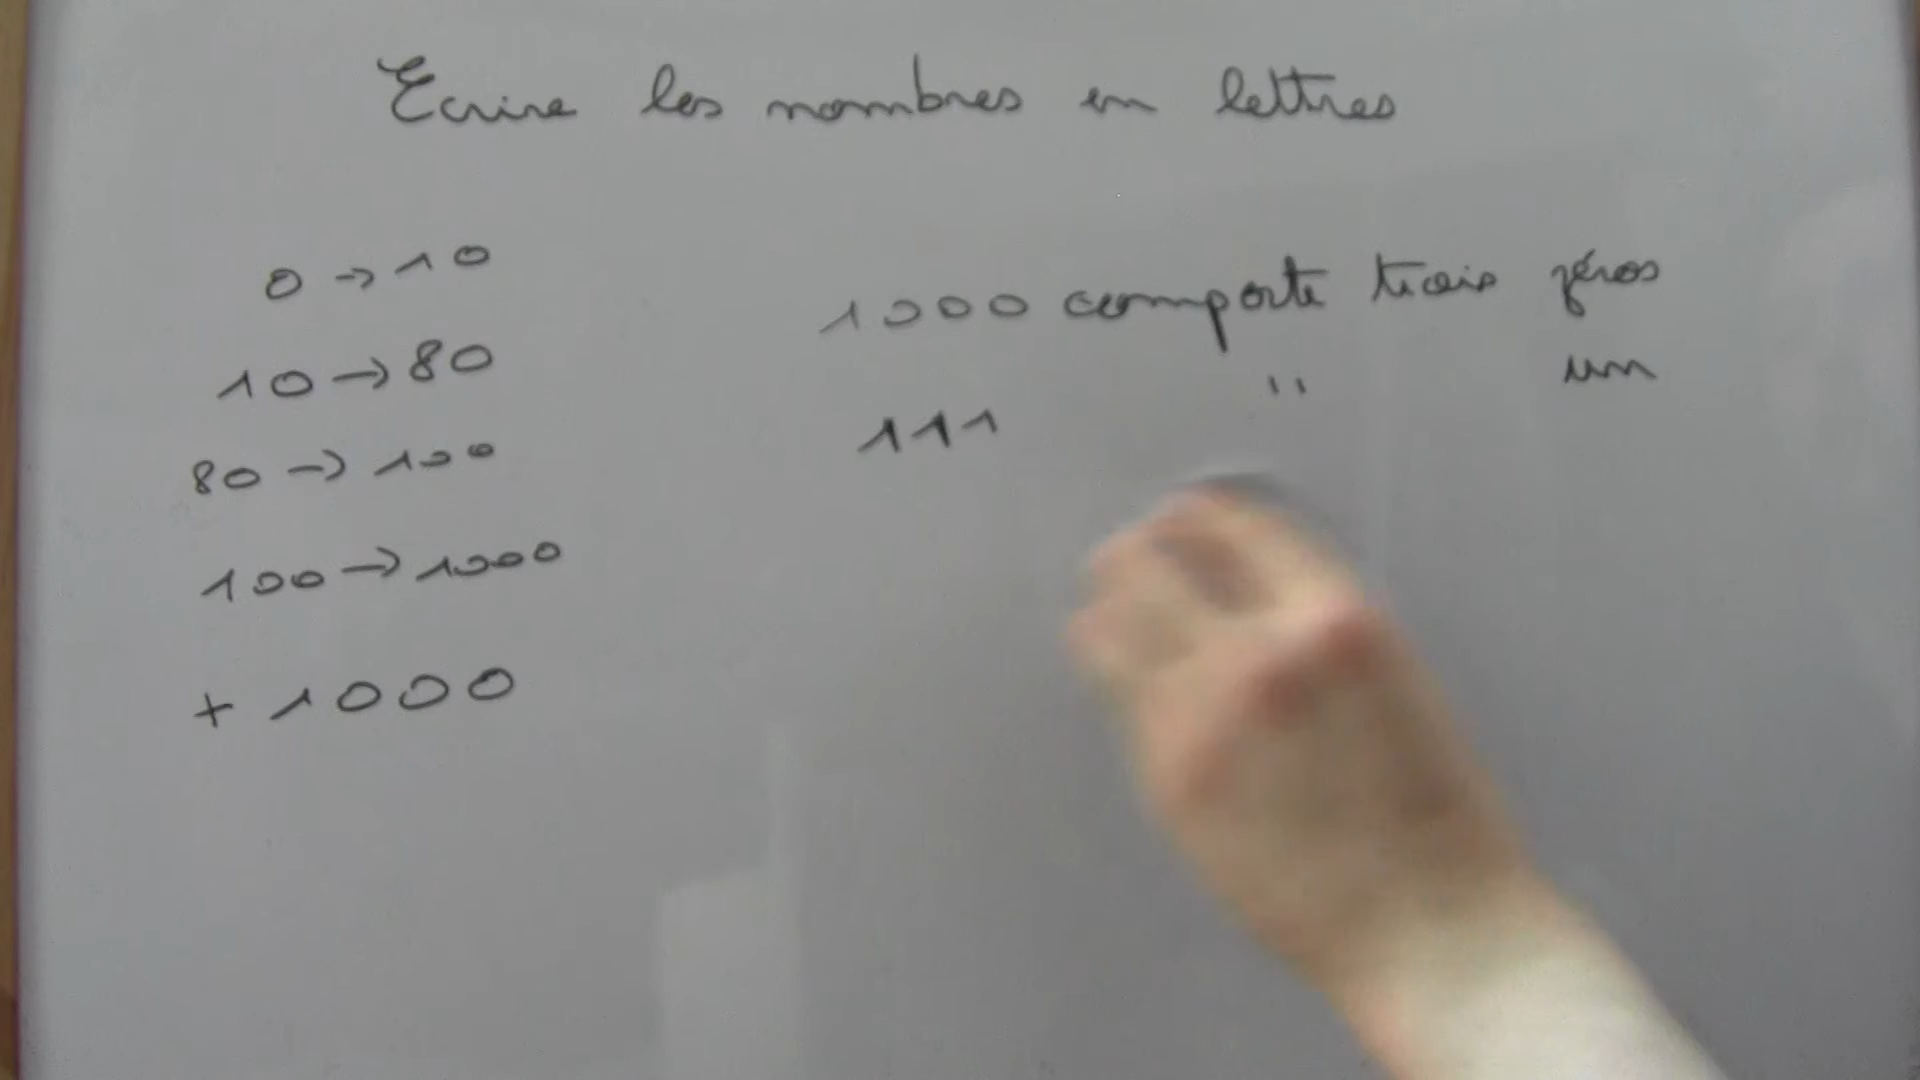 Ecrire les nombres en lettres
0 → 10
10 → 80
80 → 100
100 → 1000
+ 1000
1000 comporte trois zéros
111 " un